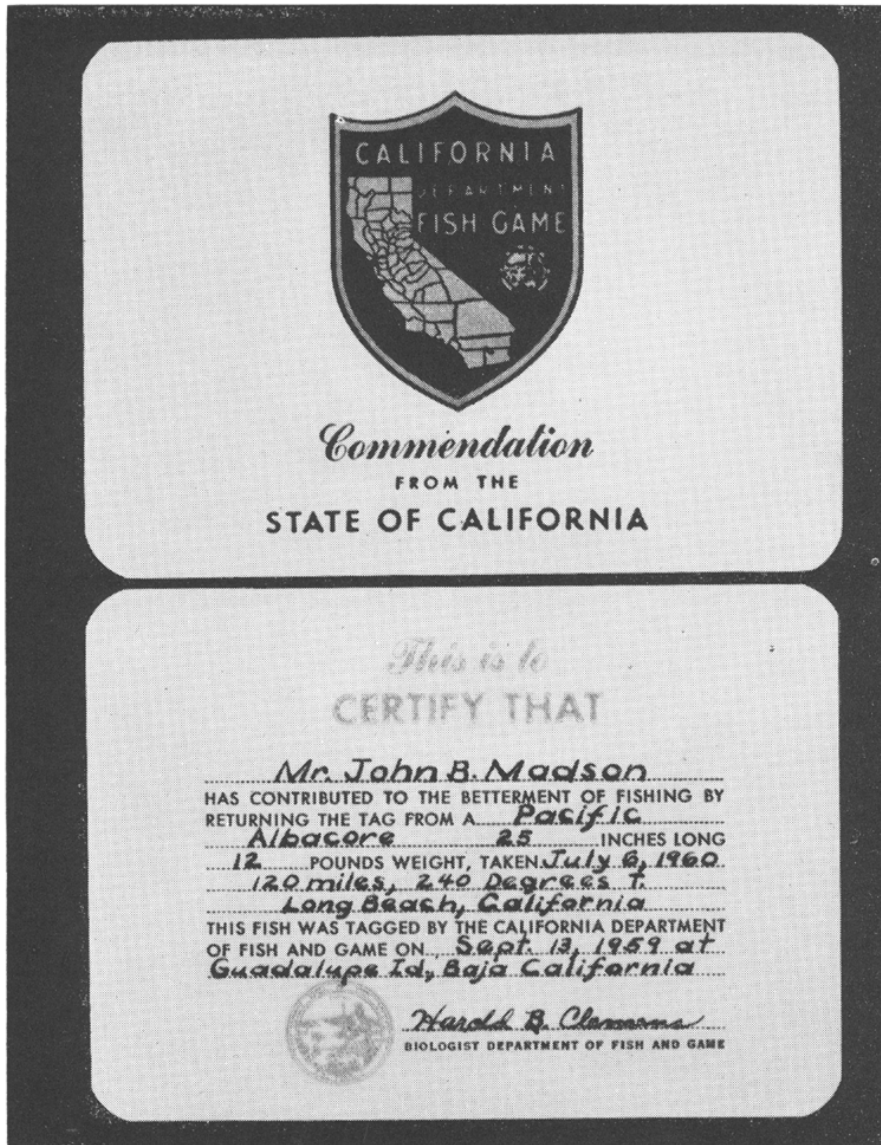 CALIFORNIA
DEPARTMENT
FISH GAME
Commendation
FROM THE
STATE OF CALIFORNIA
This is to
CERTIFY THAT
Mr. John B. Madson
HAS CONTRIBUTED TO THE BETTERMENT OF FISHING BY
RETURNING THE TAG FROM A Pacific
Albacore 25 INCHES LONG
12 POUNDS WEIGHT, TAKEN July 6, 1960
120 miles, 240 Degrees T.
Long Beach, California
THIS FISH WAS TAGGED BY THE CALIFORNIA DEPARTMENT
OF FISH AND GAME ON Sept. 13, 1959 at
Guadalupe Id., Baja California
Harold B. Clemens
BIOLOGIST DEPARTMENT OF FISH AND GAME